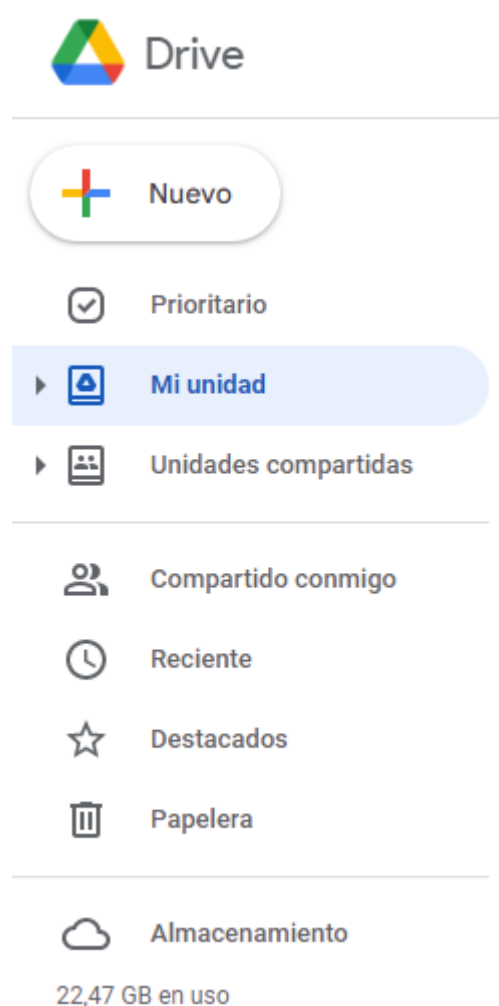 Drive
Nuevo
Prioritario
Mi unidad
Unidades compartidas
Compartido conmigo
Reciente
Destacados
Papelera
Almacenamiento
22,47 GB en uso